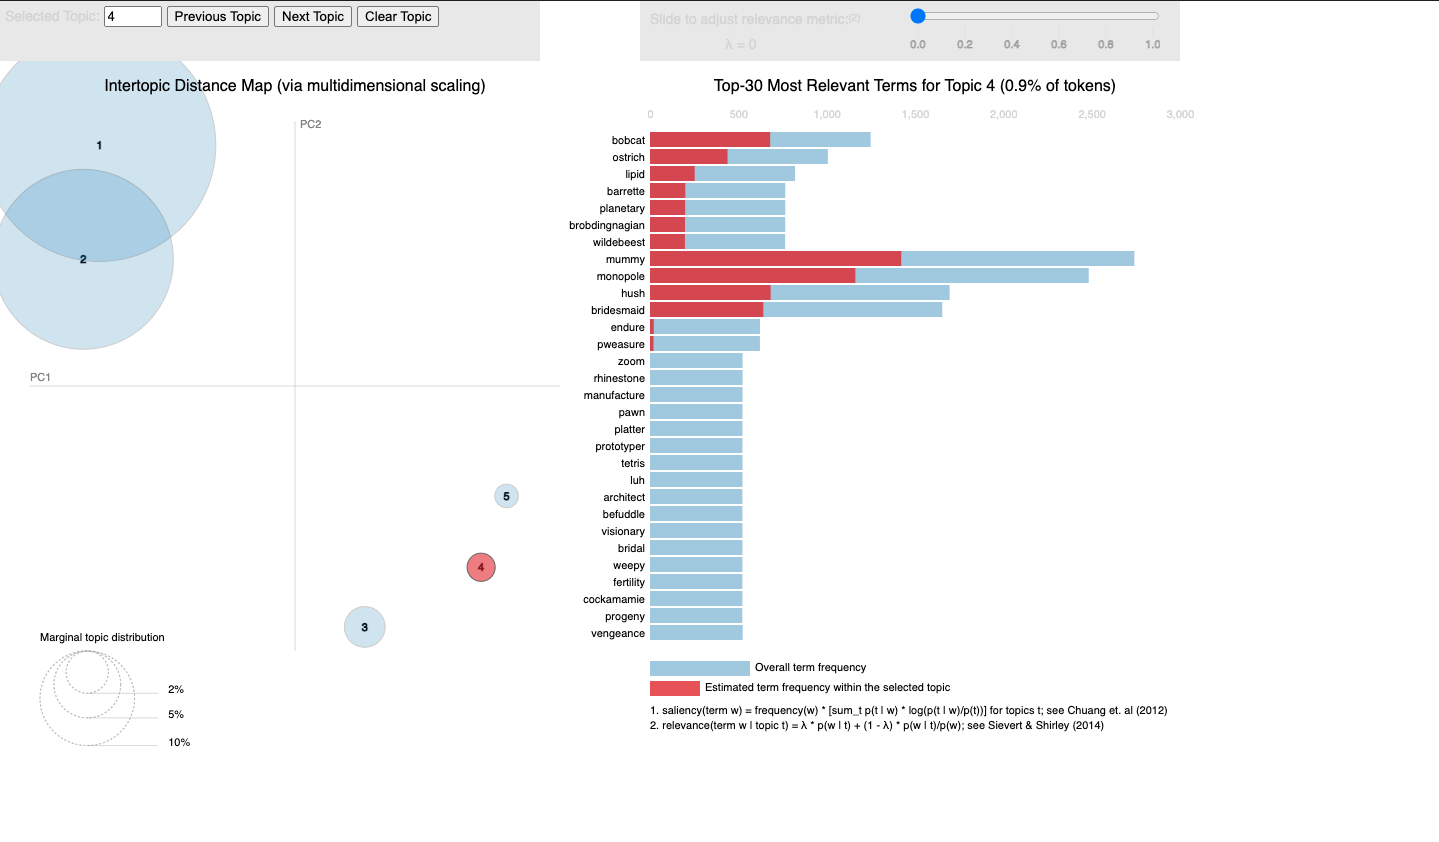 Selected Topic: 4 Previous Topic Next Topic Clear Topic
Slide to adjust relevance metric:(2)
λ = 0
0.0 0.2 0.4 0.6 0.8 1.0
Intertopic Distance Map (via multidimensional scaling)
PC2
PC1
1
2
5
4
3
Marginal topic distribution
2%
5%
10%
Top-30 Most Relevant Terms for Topic 4 (0.9% of tokens)
0 500 1,000 1,500 2,000 2,500 3,000
bobcat
ostrich
lipid
barrette
planetary
brobdingnagian
wildebeest
mummy
monopole
hush
bridesmaid
endure
pweasure
zoom
rhinestone
manufacture
pawn
platter
prototyper
tetris
luh
architect
befuddle
visionary
bridal
weepy
fertility
cockamamie
progeny
vengeance
Overall term frequency
Estimated term frequency within the selected topic
1. saliency(term w) = frequency(w) * [sum_t p(t | w) * log(p(t | w)/p(t))] for topics t; see Chuang et. al (2012)
2. relevance(term w | topic t) = λ * p(w | t) + (1 - λ) * p(w | t)/p(w); see Sievert & Shirley (2014)